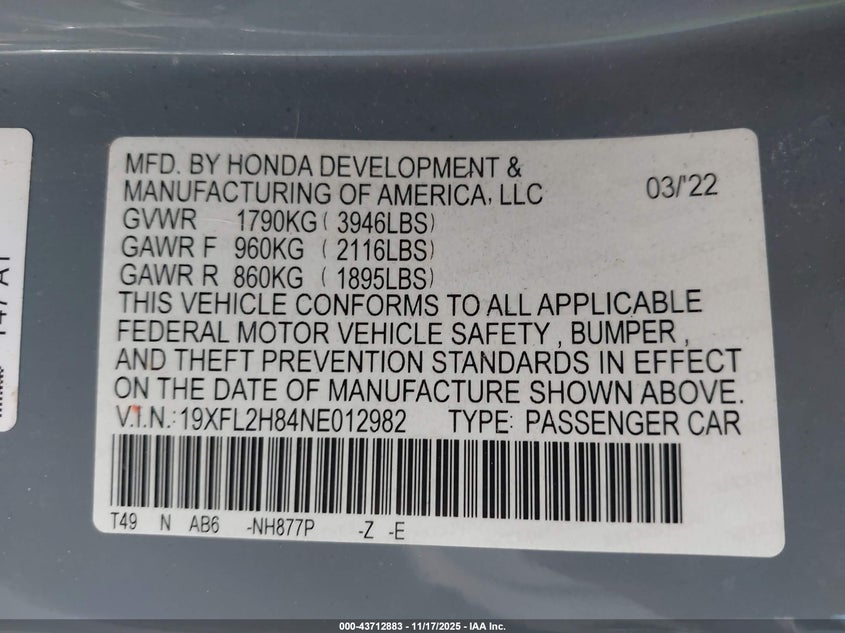 MFD. BY HONDA DEVELOPMENT &
MANUFACTURING OF AMERICA, LLC 03/'22
GVWR 1790KG ( 3946LBS)
GAWR F 960KG ( 2116LBS)
GAWR R 860KG ( 1895LBS)
THIS VEHICLE CONFORMS TO ALL APPLICABLE
FEDERAL MOTOR VEHICLE SAFETY , BUMPER ,
AND THEFT PREVENTION STANDARDS IN EFFECT
ON THE DATE OF MANUFACTURE SHOWN ABOVE.
V.I.N.:19XFL2H84NE012982 TYPE: PASSENGER CAR
T49 N AB6 -NH877P -Z -E
000-43712883 - 11/17/2025 - IAA Inc.